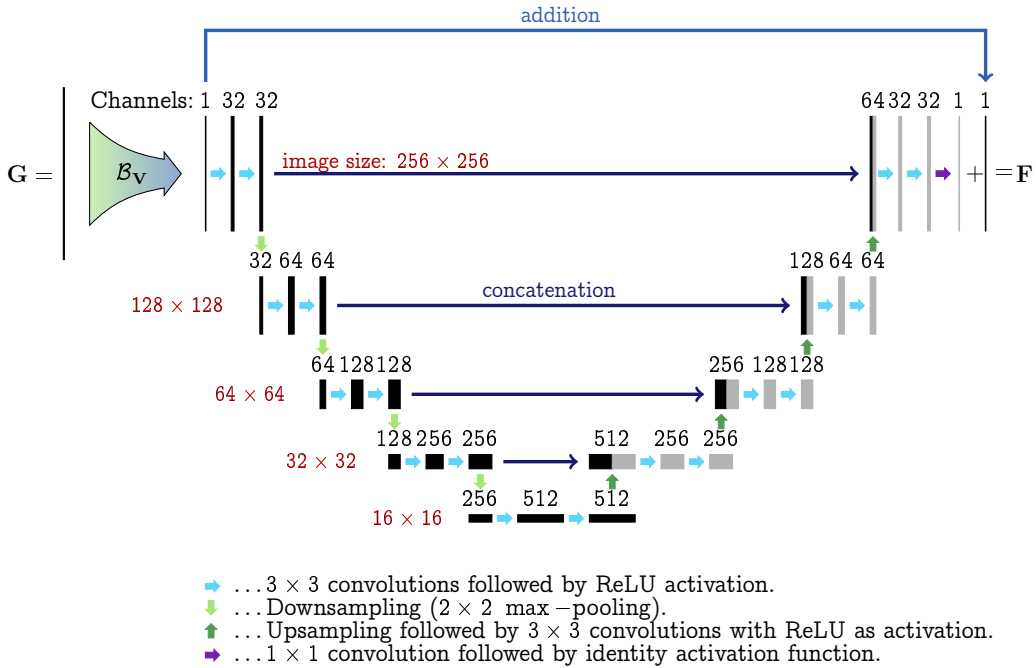 addition
Channels: 1 32 32 64 32 32 1 1
image size: 256 × 256
G = 𝓑V + = F
32 64 64 128 64 64
concatenation
128 × 128
64 128 128 256 128 128
64 × 64
128 256 256 512 256 256
32 × 32
256 512 512
16 × 16
...3 × 3 convolutions followed by ReLU activation.
...Downsampling (2 × 2 max−pooling).
...Upsampling followed by 3 × 3 convolutions with ReLU as activation.
...1 × 1 convolution followed by identity activation function.